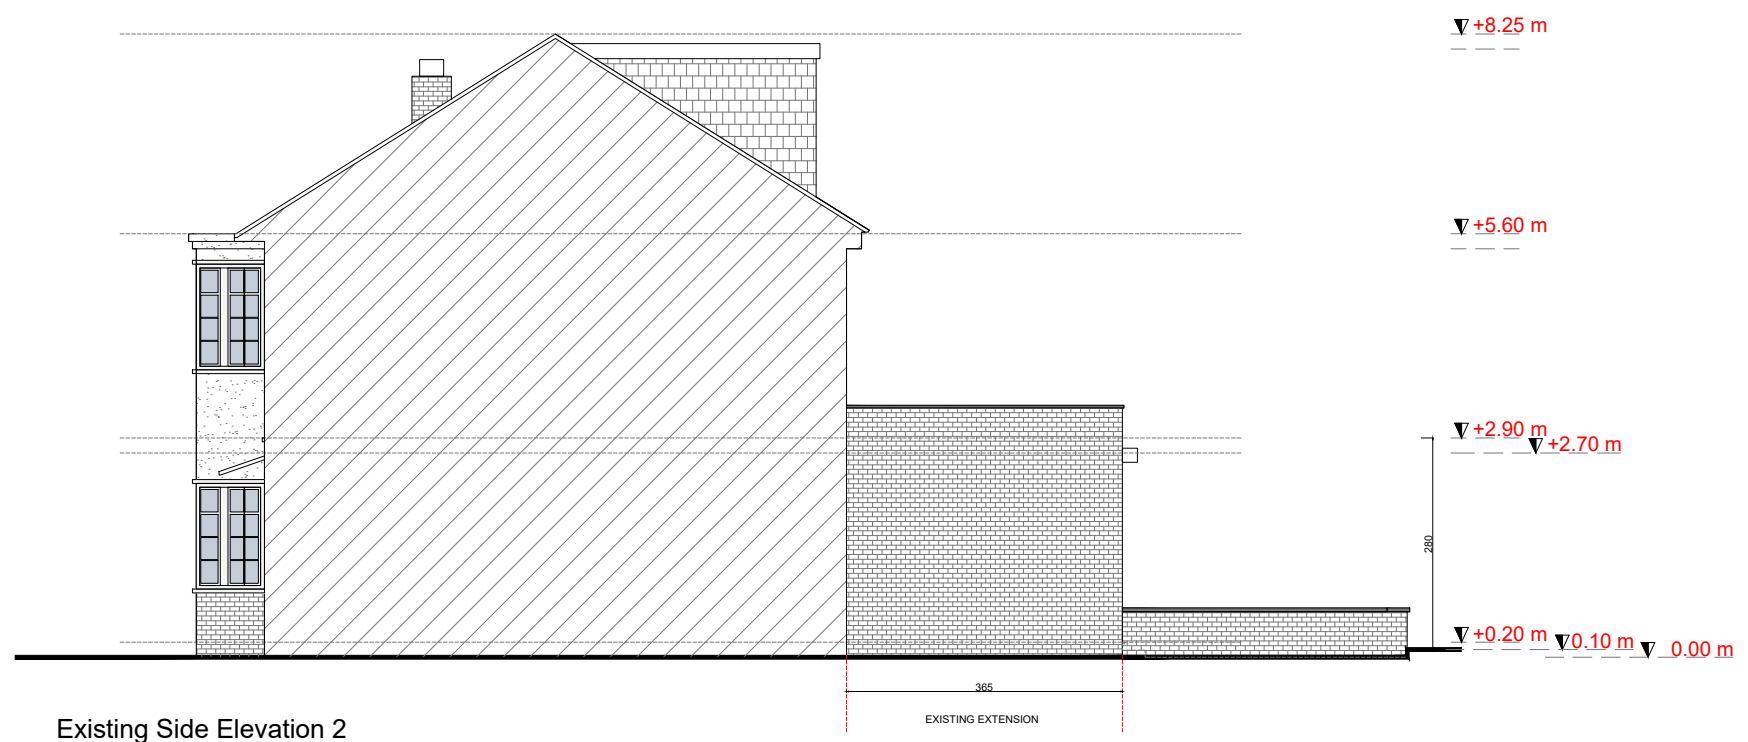 +8.25 m
+5.60 m
+2.90 m
+2.70 m
280
+0.20 m
0.10 m
0.00 m
365
EXISTING EXTENSION
Existing Side Elevation 2